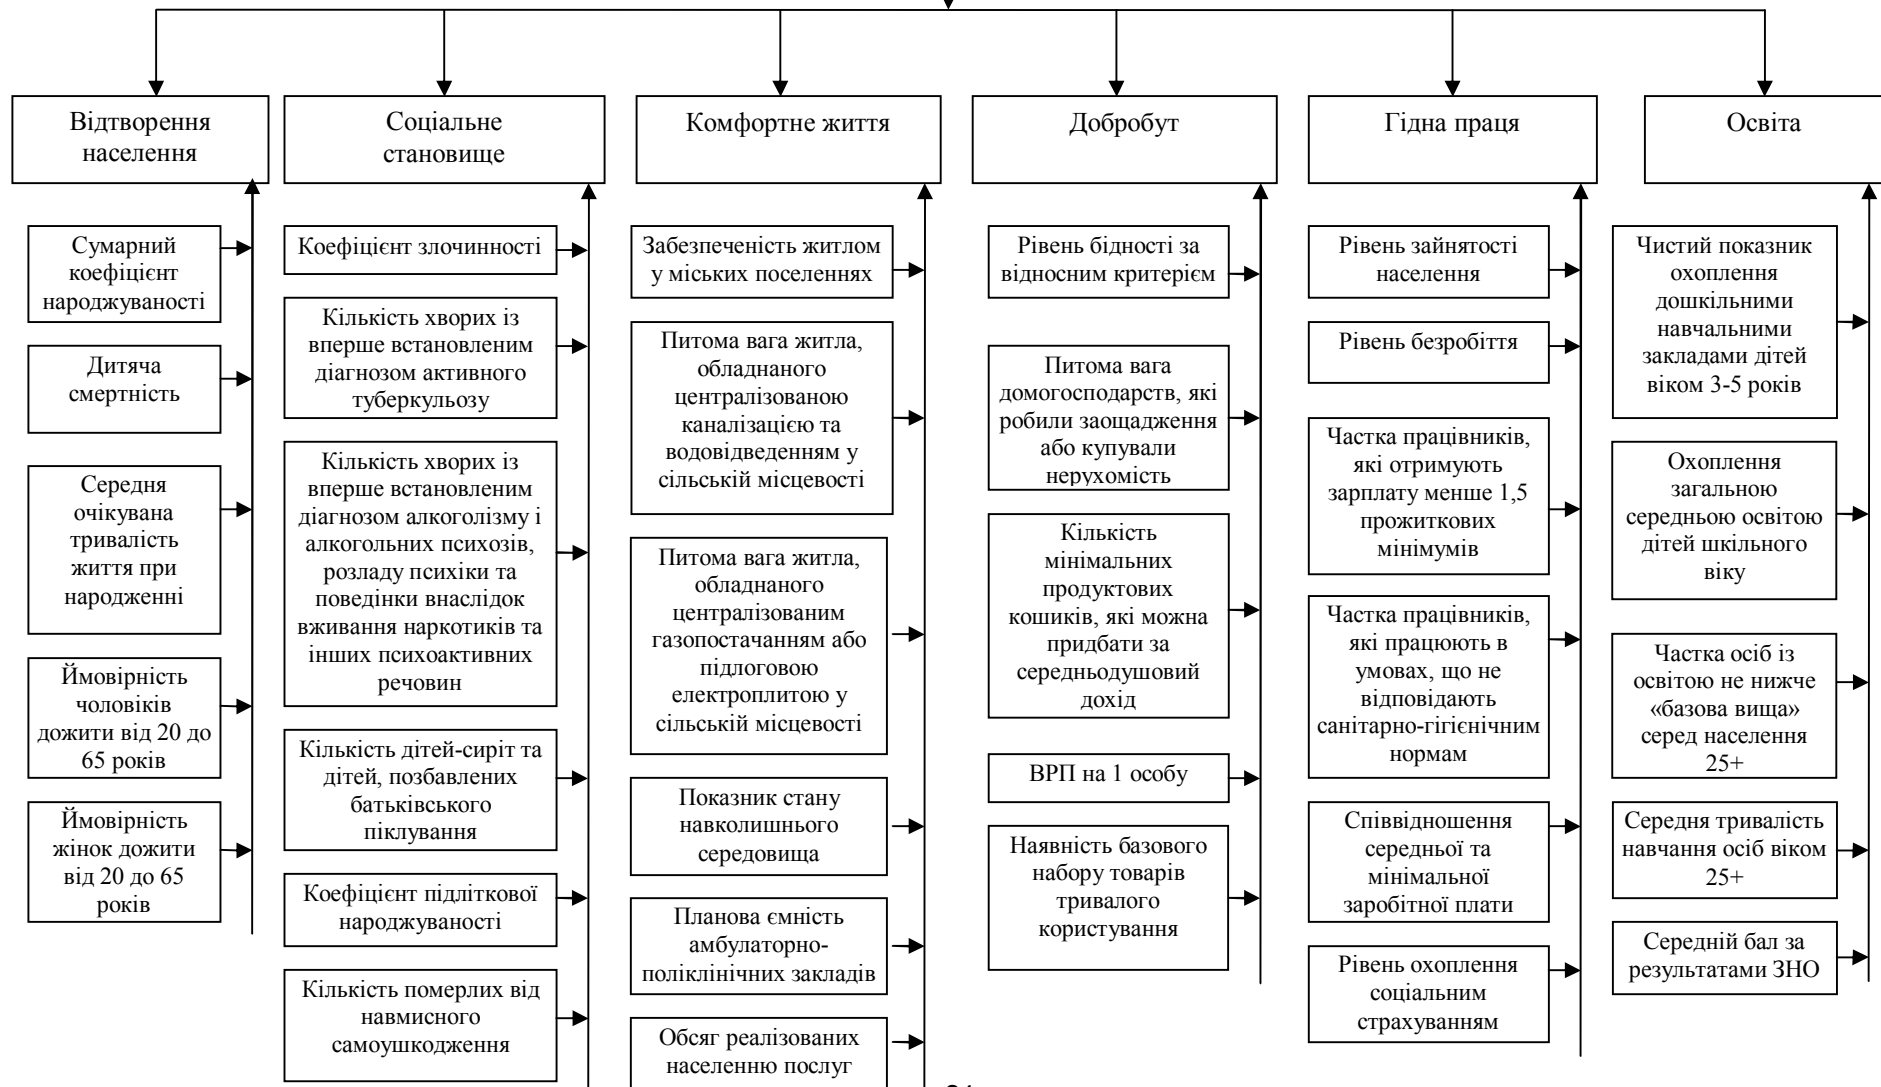 Відтворення
населення
Соціальне
становище
Комфортне життя
Добробут
Гідна праця
Освіта
Сумарний
коефіцієнт
народжуваності
Дитяча
смертність
Середня
очікувана
тривалість
життя при
народженні
Ймовірність
чоловіків
дожити від 20 до
65 років
Ймовірність
жінок дожити
від 20 до 65
років
Коефіцієнт злочинності
Кількість хворих із
вперше встановленим
діагнозом активного
туберкульозу
Кількість хворих із
вперше встановленим
діагнозом алкоголізму і
алкогольних психозів,
розладу психіки та
поведінки внаслідок
вживання наркотиків та
інших психоактивних
речовин
Кількість дітей-сиріт та
дітей, позбавлених
батьківського
піклування
Коефіцієнт підліткової
народжуваності
Кількість померлих від
навмисного
самоушкодження
Забезпеченість житлом
у міських поселеннях
Питома вага житла,
обладнаного
централізованою
каналізацією та
водовідведенням у
сільській місцевості
Питома вага житла,
обладнаного
централізованим
газопостачанням або
підлоговою
електроплитою у
сільській місцевості
Показник стану
навколишнього
середовища
Планова ємність
амбулаторно-
поліклінічних закладів
Обсяг реалізованих
населенню послуг
Рівень бідності за
відносним критерієм
Питома вага
домогосподарств, які
робили заощадження
або купували
нерухомість
Кількість
мінімальних
продуктових
кошиків, які можна
придбати за
середньодушовий
дохід
ВРП на 1 особу
Наявність базового
набору товарів
тривалого
користування
Рівень зайнятості
населення
Рівень безробіття
Частка працівників,
які отримують
зарплату менше 1,5
прожиткових
мінімумів
Частка працівників,
які працюють в
умовах, що не
відповідають
санітарно-гігієнічним
нормам
Співвідношення
середньої та
мінімальної
заробітної плати
Рівень охоплення
соціальним
страхуванням
Чистий показник
охоплення
дошкільними
навчальними
закладами дітей
віком 3-5 років
Охоплення
загальною
середньою освітою
дітей шкільного
віку
Частка осіб із
освітою не нижче
«базова вища»
серед населення
25+
Середня тривалість
навчання осіб віком
25+
Середній бал за
результатами ЗНО